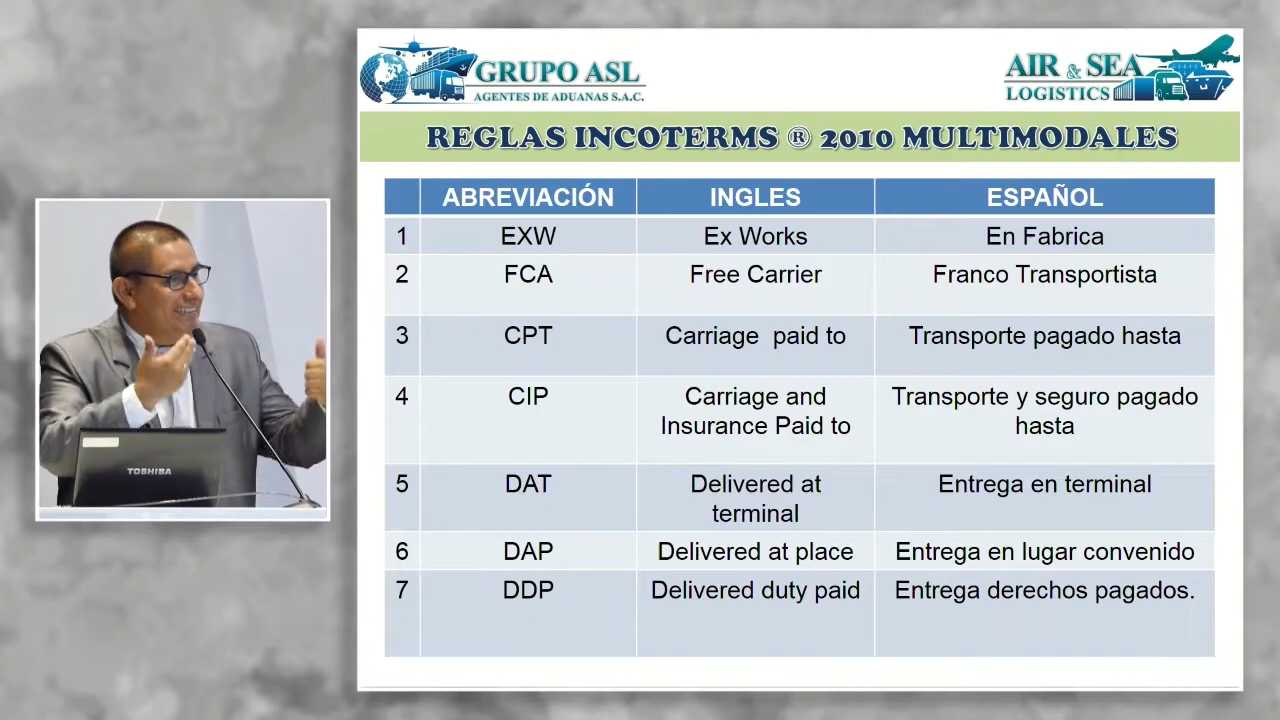 GRUPO ASL
AGENTES DE ADUANAS S.A.C.
AIR & SEA
LOGISTICS
REGLAS INCOTERMS ® 2010 MULTIMODALES
ABREVIACIÓN INGLES ESPAÑOL
1 EXW Ex Works En Fabrica
2 FCA Free Carrier Franco Transportista
3 CPT Carriage paid to Transporte pagado hasta
4 CIP Carriage and Insurance Paid to Transporte y seguro pagado hasta
5 DAT Delivered at terminal Entrega en terminal
6 DAP Delivered at place Entrega en lugar convenido
7 DDP Delivered duty paid Entrega derechos pagados.
TOSHIBA